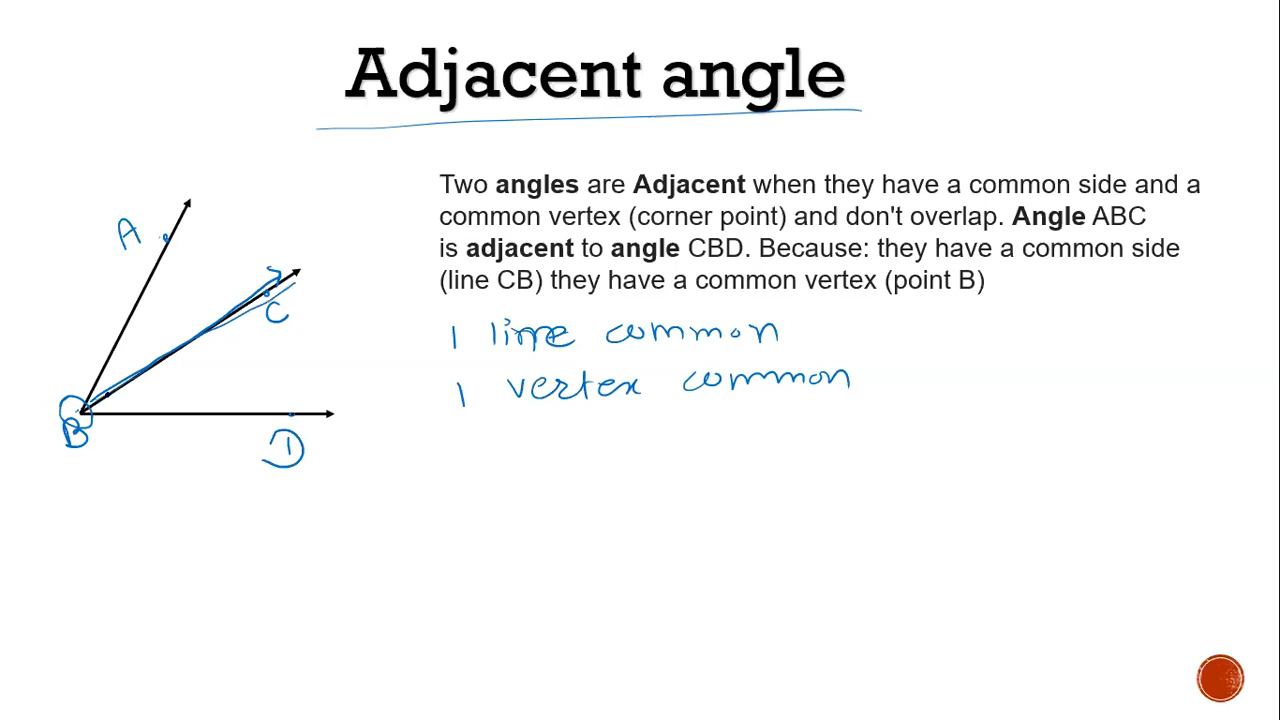 Adjacent angle
Two angles are Adjacent when they have a common side and a
common vertex (corner point) and don't overlap. Angle ABC
is adjacent to angle CBD. Because: they have a common side
(line CB) they have a common vertex (point B)
1 line common
1 vertex common
A
C
B
D